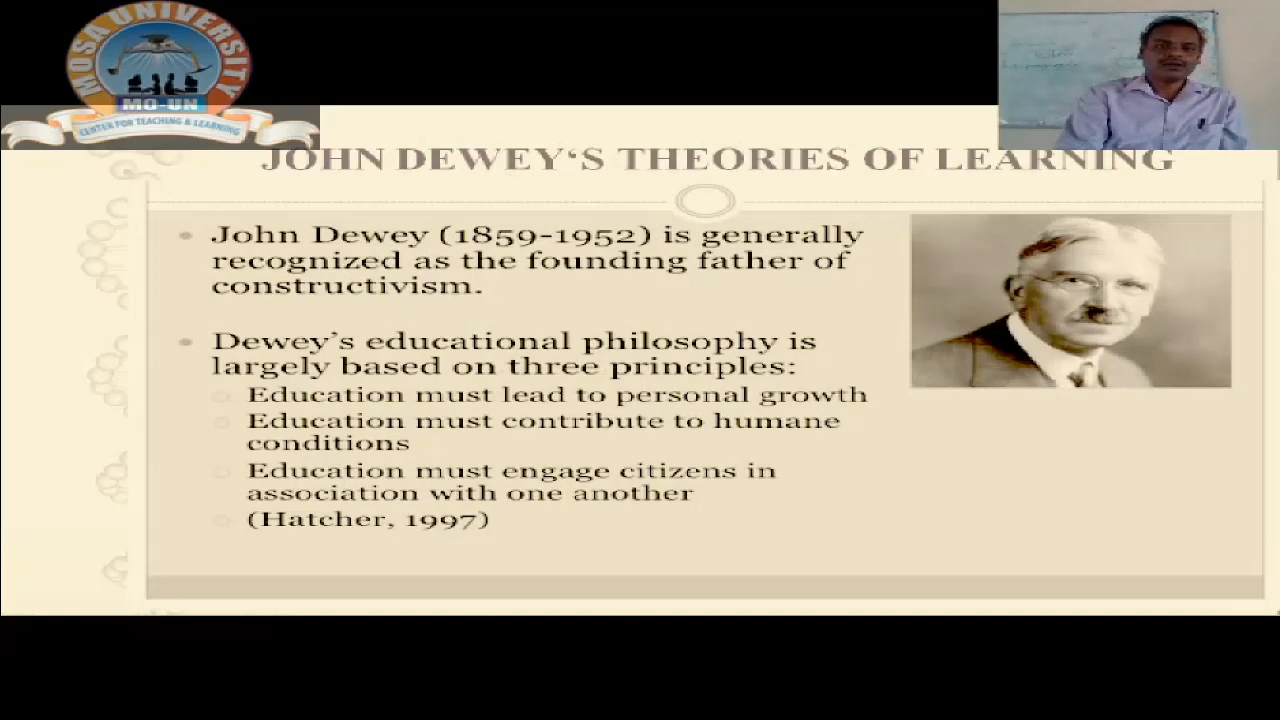 MOSA UNIVERSITY
MO-UN
CENTER FOR TEACHING & LEARNING
JOHN DEWEY‘S THEORIES OF LEARNING
John Dewey (1859-1952) is generally
recognized as the founding father of
constructivism.
Dewey’s educational philosophy is
largely based on three principles:
Education must lead to personal growth
Education must contribute to humane
conditions
Education must engage citizens in
association with one another
(Hatcher, 1997)